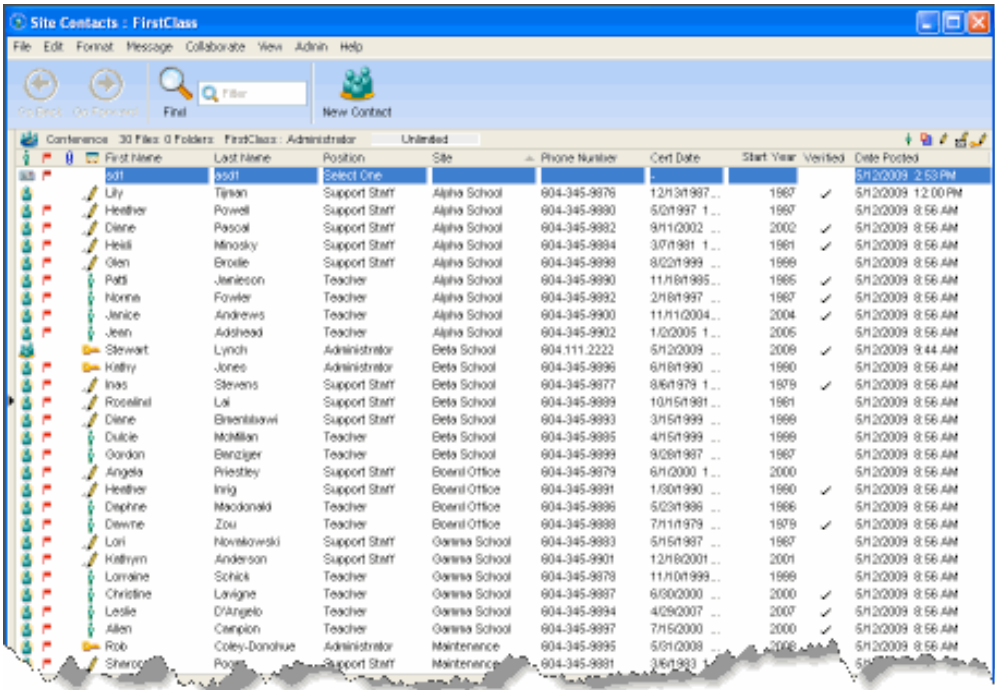 Site Contacts : FirstClass
File Edit Format Message Collaborate View Admin Help
Go Back Go Forward Find Filter New Contact
Conference 30 Files 0 Folders FirstClass : Administrator Unlimited
First Name Last Name Position Site Phone Number Cert Date Start Year Verified Date Posted
sdf asdf Select One - 5/12/2009 2:53 PM
Lily Tijman Support Staff Alpha School 604-345-9876 12/13/1987... 1987 ✓ 5/12/2009 12:00 PM
Heather Powell Support Staff Alpha School 604-345-9880 5/2/1997 1... 1997 5/12/2009 8:56 AM
Diane Pascal Support Staff Alpha School 604-345-9882 9/11/2002 ... 2002 ✓ 5/12/2009 8:56 AM
Heidi Minosky Support Staff Alpha School 604-345-9884 3/7/1981 1... 1981 ✓ 5/12/2009 8:56 AM
Glen Brodie Support Staff Alpha School 604-345-9898 8/22/1999 ... 1999 5/12/2009 8:56 AM
Patti Jamieson Teacher Alpha School 604-345-9890 11/18/1985... 1985 ✓ 5/12/2009 8:56 AM
Norma Fowler Teacher Alpha School 604-345-9892 2/18/1997 ... 1987 ✓ 5/12/2009 8:56 AM
Janice Andrews Teacher Alpha School 604-345-9900 11/11/2004... 2004 ✓ 5/12/2009 8:56 AM
Jean Adshead Teacher Alpha School 604-345-9902 1/2/2005 1... 2005 5/12/2009 8:56 AM
Stewart Lynch Administrator Beta School 604.111.2222 5/12/2009 ... 2009 ✓ 5/12/2009 9:44 AM
Kathy Jones Administrator Beta School 604-345-9896 6/18/1990 ... 1990 5/12/2009 8:56 AM
Inas Stevens Support Staff Beta School 604-345-9877 8/6/1979 1... 1979 ✓ 5/12/2009 8:56 AM
Rosalind Lai Support Staff Beta School 604-345-9889 10/15/1981... 1981 5/12/2009 8:56 AM
Diane Support Staff Beta School 604-345-9893 3/15/1999 ... 1999 5/12/2009 8:56 AM
Dulcie McMillan Teacher Beta School 604-345-9885 4/15/1999 ... 1999 5/12/2009 8:56 AM
Gordon Banziger Teacher Beta School 604-345-9899 9/28/1987 ... 1987 5/12/2009 8:56 AM
Angela Priestley Support Staff Board Office 604-345-9879 6/1/2000 1... 2000 5/12/2009 8:56 AM
Heather Inrig Support Staff Board Office 604-345-9891 1/30/1990 ... 1990 ✓ 5/12/2009 8:56 AM
Daphne Macdonald Teacher Board Office 604-345-9886 5/23/1986 ... 1986 5/12/2009 8:56 AM
Dawne Zou Teacher Board Office 604-345-9888 7/11/1979 ... 1979 ✓ 5/12/2009 8:56 AM
Lori Novakowski Support Staff Gamma School 604-345-9883 5/15/1987 ... 1987 5/12/2009 8:56 AM
Kathryn Anderson Support Staff Gamma School 604-345-9901 12/18/2001... 2001 5/12/2009 8:56 AM
Lorraine Schick Teacher Gamma School 604-345-9878 11/10/1999... 1999 5/12/2009 8:56 AM
Christine Lavigne Teacher Gamma School 604-345-9887 6/30/2000 ... 2000 ✓ 5/12/2009 8:56 AM
Leslie D'Angelo Teacher Gamma School 604-345-9894 4/29/2007 ... 2007 ✓ 5/12/2009 8:56 AM
Allen Campion Teacher Gamma School 604-345-9897 7/15/2000 ... 2000 ✓ 5/12/2009 8:56 AM
Rob Coley-Donohue Administrator Maintenance 604-345-9895 5/31/2008 ... 2008 5/12/2009 8:56 AM
Support Staff Maintenance 604-345-9881 3/6/1983